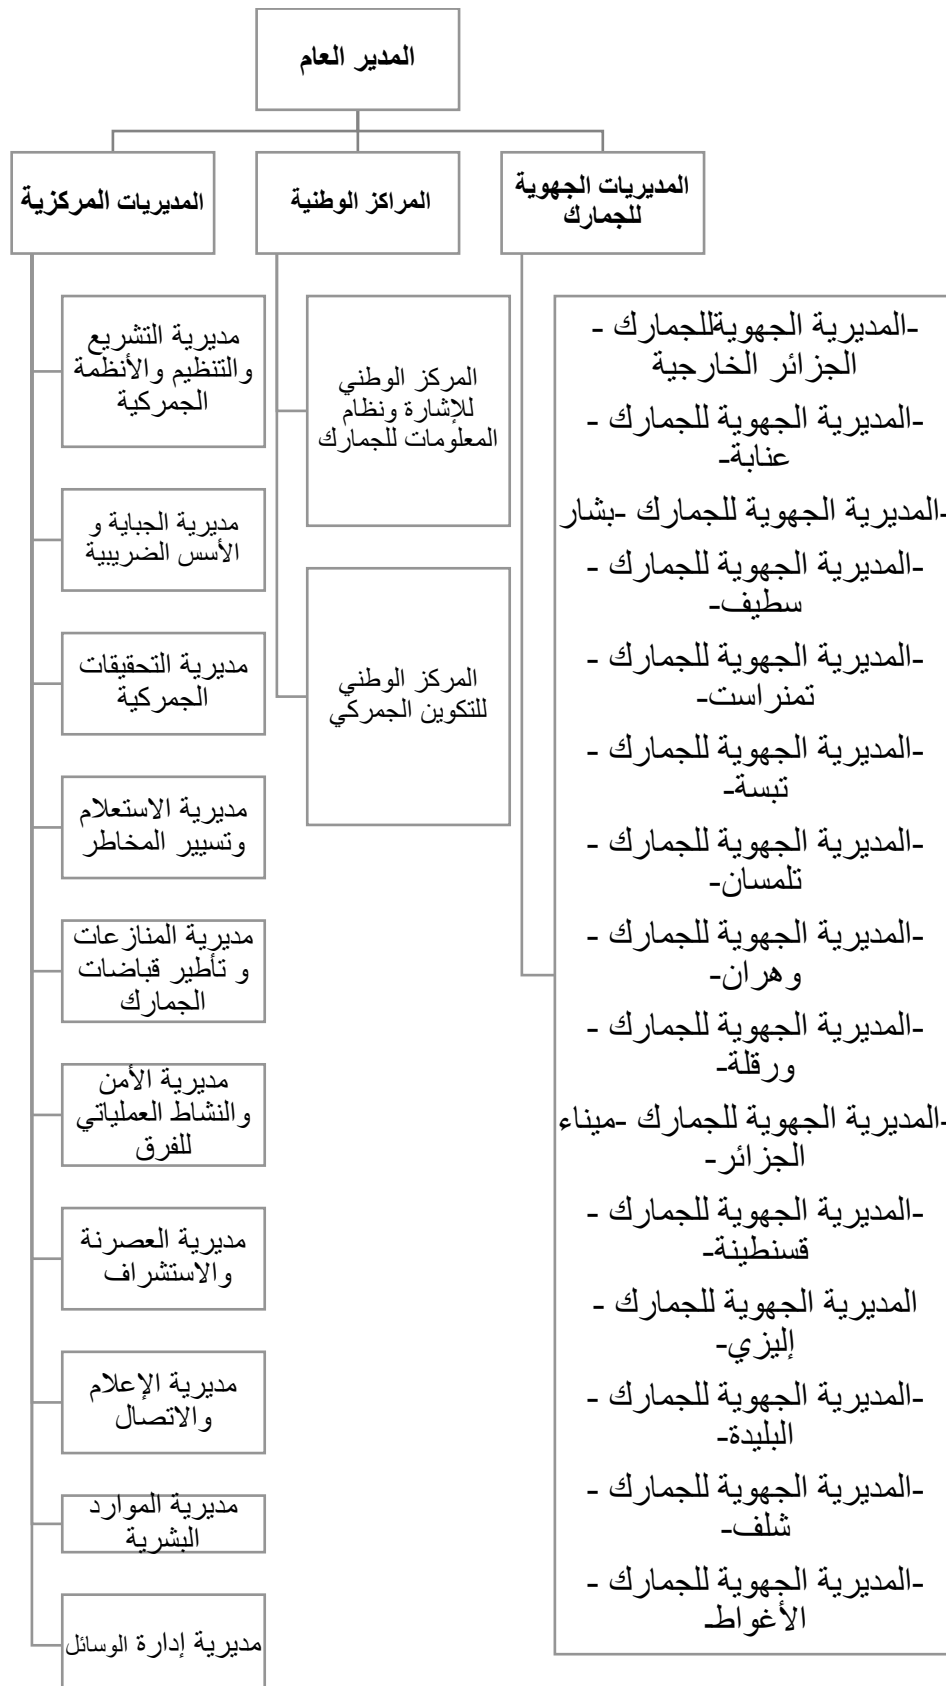 المدير العام
المديريات الجهوية
للجمارك
المراكز الوطنية
المديريات المركزية
-المديرية الجهويةللجمارك -
الجزائر الخارجية
-المديرية الجهوية للجمارك -
عنابة-
-المديرية الجهوية للجمارك -بشار
-المديرية الجهوية للجمارك -
سطيف-
-المديرية الجهوية للجمارك -
تمنراست-
-المديرية الجهوية للجمارك -
تبسة-
-المديرية الجهوية للجمارك -
تلمسان-
-المديرية الجهوية للجمارك -
وهران-
-المديرية الجهوية للجمارك -
ورقلة-
-المديرية الجهوية للجمارك -ميناء
الجزائر-
-المديرية الجهوية للجمارك -
قسنطينة-
المديرية الجهوية للجمارك -
إليزي-
-المديرية الجهوية للجمارك -
البليدة-
-المديرية الجهوية للجمارك -
شلف-
-المديرية الجهوية للجمارك -
الأغواط-
المركز الوطني
للإشارة ونظام
المعلومات للجمارك
المركز الوطني
للتكوين الجمركي
مديرية التشريع
والتنظيم والأنظمة
الجمركية
مديرية الجباية و
الأسس الضريبية
مديرية التحقيقات
الجمركية
مديرية الاستعلام
وتسيير المخاطر
مديرية المنازعات
و تأطير قباضات
الجمارك
مديرية الأمن
والنشاط العملياتي
للفرق
مديرية العصرنة
والاستشراف
مديرية الإعلام
والاتصال
مديرية الموارد
البشرية
مديرية إدارة الوسائل